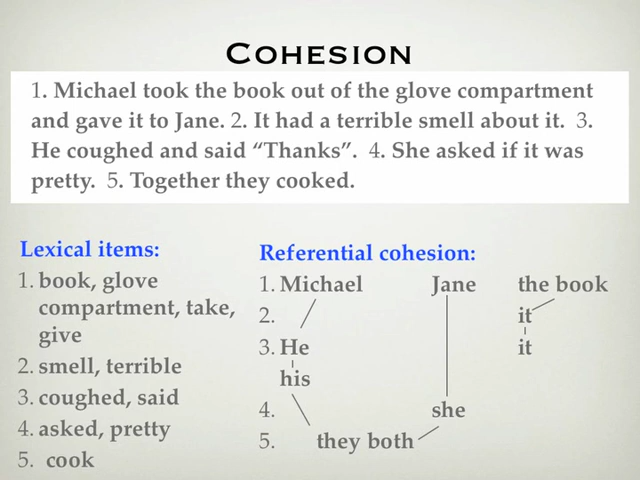 COHESION
1. Michael took the book out of the glove compartment
and gave it to Jane. 2. It had a terrible smell about it. 3.
He coughed and said “Thanks”. 4. She asked if it was
pretty. 5. Together they cooked.
Lexical items:
1. book, glove
compartment, take,
give
2. smell, terrible
3. coughed, said
4. asked, pretty
5. cook
Referential cohesion:
1. Michael Jane the book
2. it
3. He it
his
4. she
5. they both